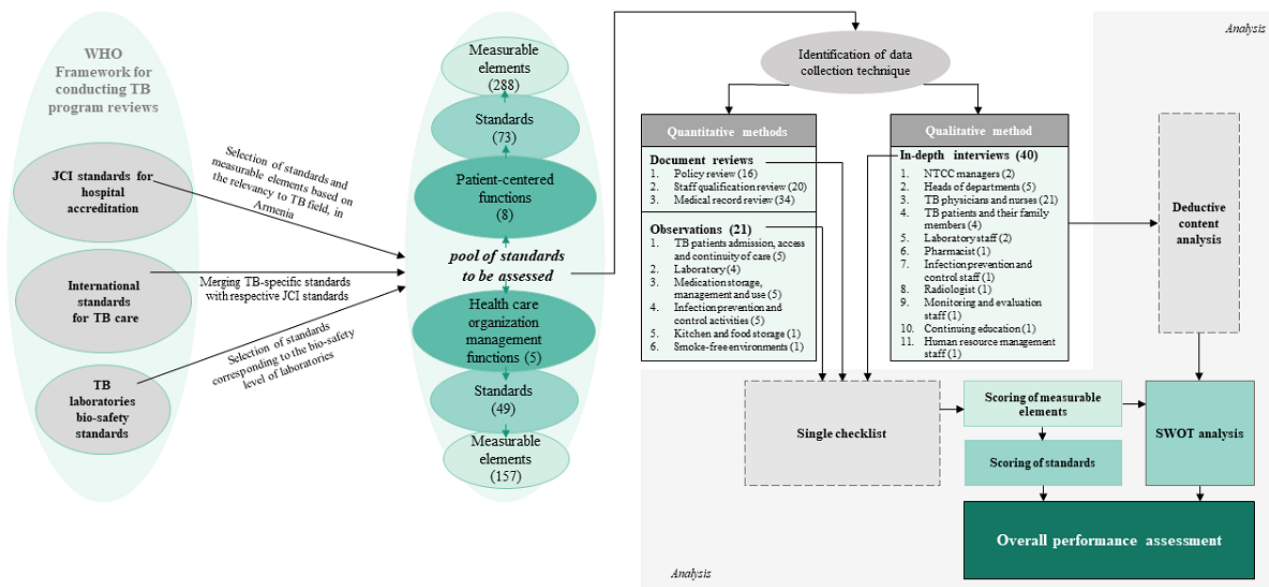 WHO
Framework for
conducting TB
program reviews
JCI standards for
hospital
accreditation
International
standards
for TB care
TB
laboratories
bio-safety
standards
Selection of standards and
measurable elements based on
the relevancy to TB field, in
Armenia
Merging TB-specific standards
with respective JCI standards
Selection of standards
corresponding to the bio-safety
level of laboratories
Measurable
elements
(288)
Standards
(73)
Patient-centered
functions
(8)
pool of standards
to be assessed
Health care
organization
management
functions (5)
Standards
(49)
Measurable
elements
(157)
Identification of data
collection technique
Quantitative methods
Document reviews
1. Policy review (16)
2. Staff qualification review (20)
3. Medical record review (34)
Observations (21)
1. TB patients admission, access
and continuity of care (5)
2. Laboratory (4)
3. Medication storage,
management and use (5)
4. Infection prevention and
control activities (5)
5. Kitchen and food storage (1)
6. Smoke-free environments (1)
Qualitative method
In-depth interviews (40)
1. NTCC managers (2)
2. Heads of departments (5)
3. TB physicians and nurses (21)
4. TB patients and their family
members (4)
5. Laboratory staff (2)
6. Pharmacist (1)
7. Infection prevention and
control staff (1)
8. Radiologist (1)
9. Monitoring and evaluation
staff (1)
10. Continuing education (1)
11. Human resource management
staff (1)
Analysis
Deductive
content
analysis
Single checklist
Scoring of measurable
elements
Scoring of standards
SWOT analysis
Overall performance assessment
Analysis